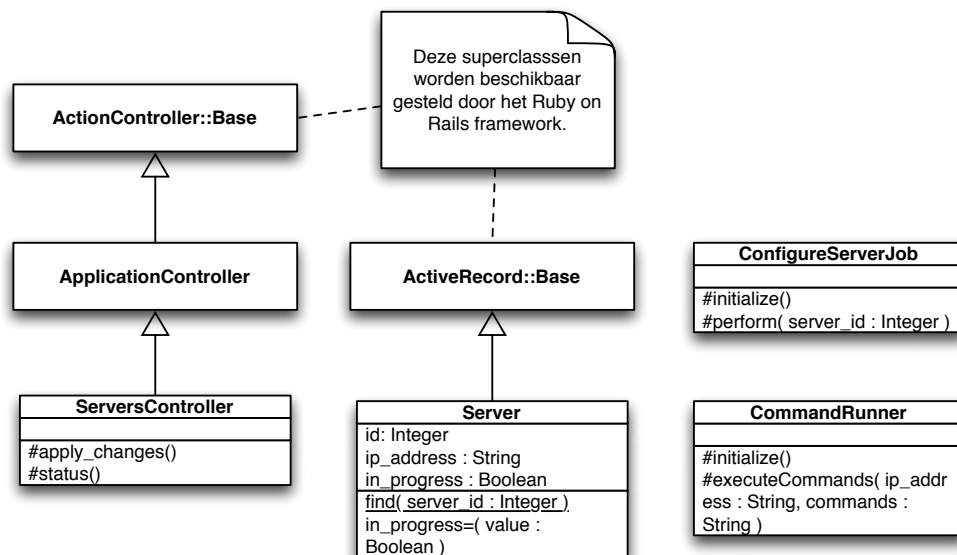 Deze superclasssen
worden beschikbaar
gesteld door het Ruby on
Rails framework.
ActionController::Base
ApplicationController
ActiveRecord::Base
ConfigureServerJob
#initialize()
#perform( server_id : Integer )
ServersController
#apply_changes()
#status()
Server
id: Integer
ip_address : String
in_progress : Boolean
find( server_id : Integer )
in_progress=( value :
Boolean )
CommandRunner
#initialize()
#executeCommands( ip_addr
ess : String, commands :
String )